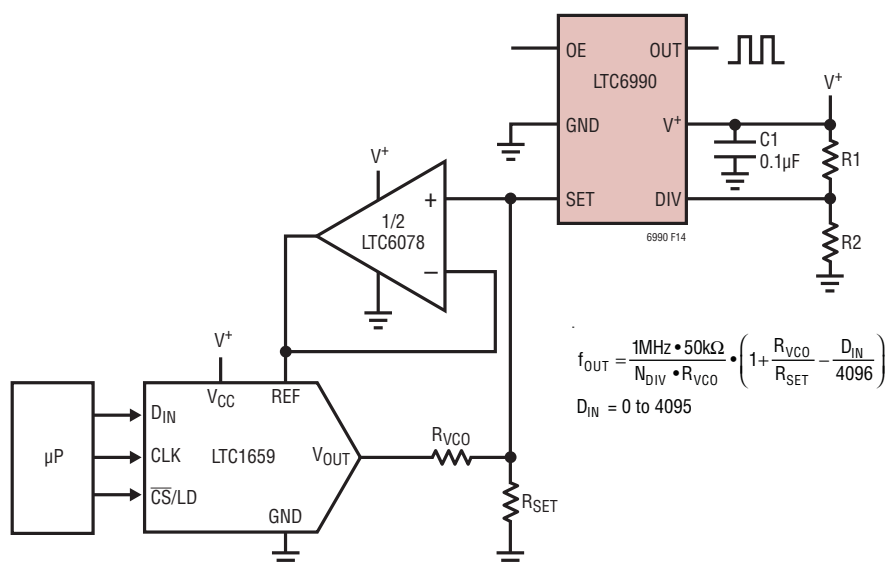 OE
OUT
LTC6990
GND
V+
SET
DIV
V+
C1
0.1µF
R1
R2
6990 F14
V+
+
1/2
LTC6078
−
V+
VCC
REF
µP
DIN
CLK
CS/LD
LTC1659
VOUT
GND
RVCO
RSET
fOUT = 1MHz • 50kΩ / NDIV • RVCO • (1 + RVCO / RSET − DIN / 4096)
DIN = 0 to 4095